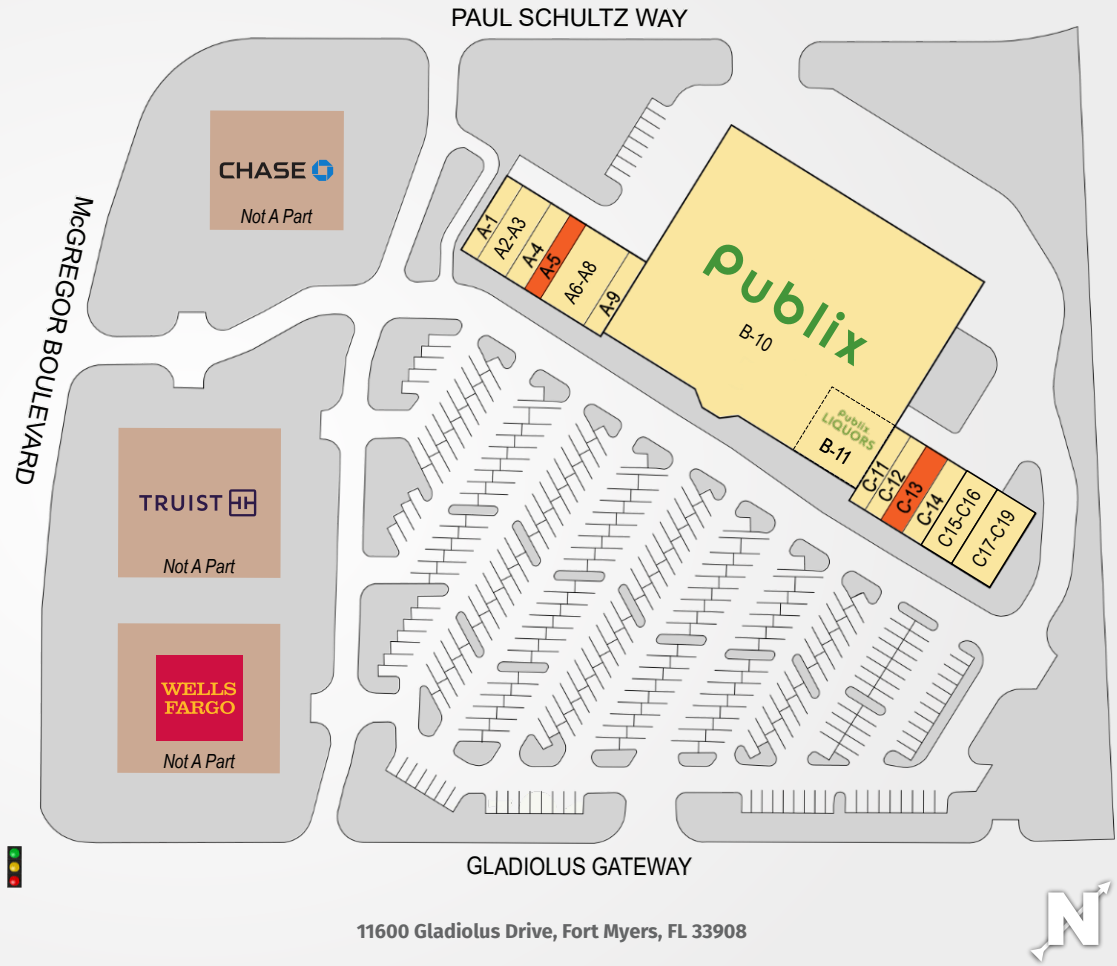 PAUL SCHULTZ WAY
CHASE
Not A Part
McGREGOR BOULEVARD
A-1
A2-A3
A-4
A-5
A6-A8
A-9
Publix
B-10
Publix
LIQUORS
B-11
C-11
C-12
C-13
C-14
C15-C16
C17-C19
TRUIST
Not A Part
WELLS
FARGO
Not A Part
GLADIOLUS GATEWAY
11600 Gladiolus Drive, Fort Myers, FL 33908
N